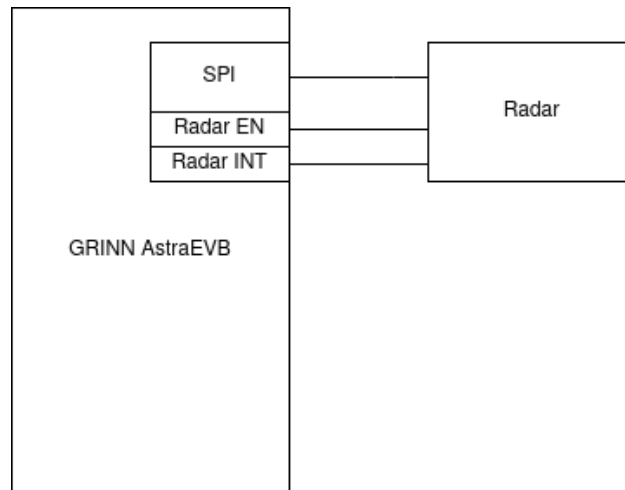 SPI
Radar
Radar EN
Radar INT
GRINN AstraEVB